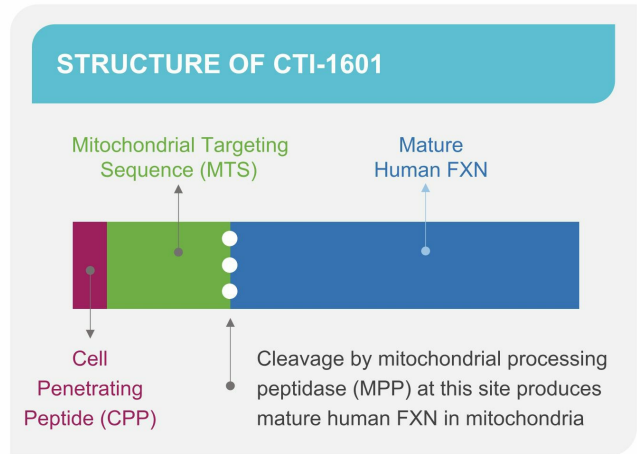 STRUCTURE OF CTI-1601
Mitochondrial Targeting
Sequence (MTS)
Mature
Human FXN
Cell
Penetrating
Peptide (CPP)
Cleavage by mitochondrial processing
peptidase (MPP) at this site produces
mature human FXN in mitochondria